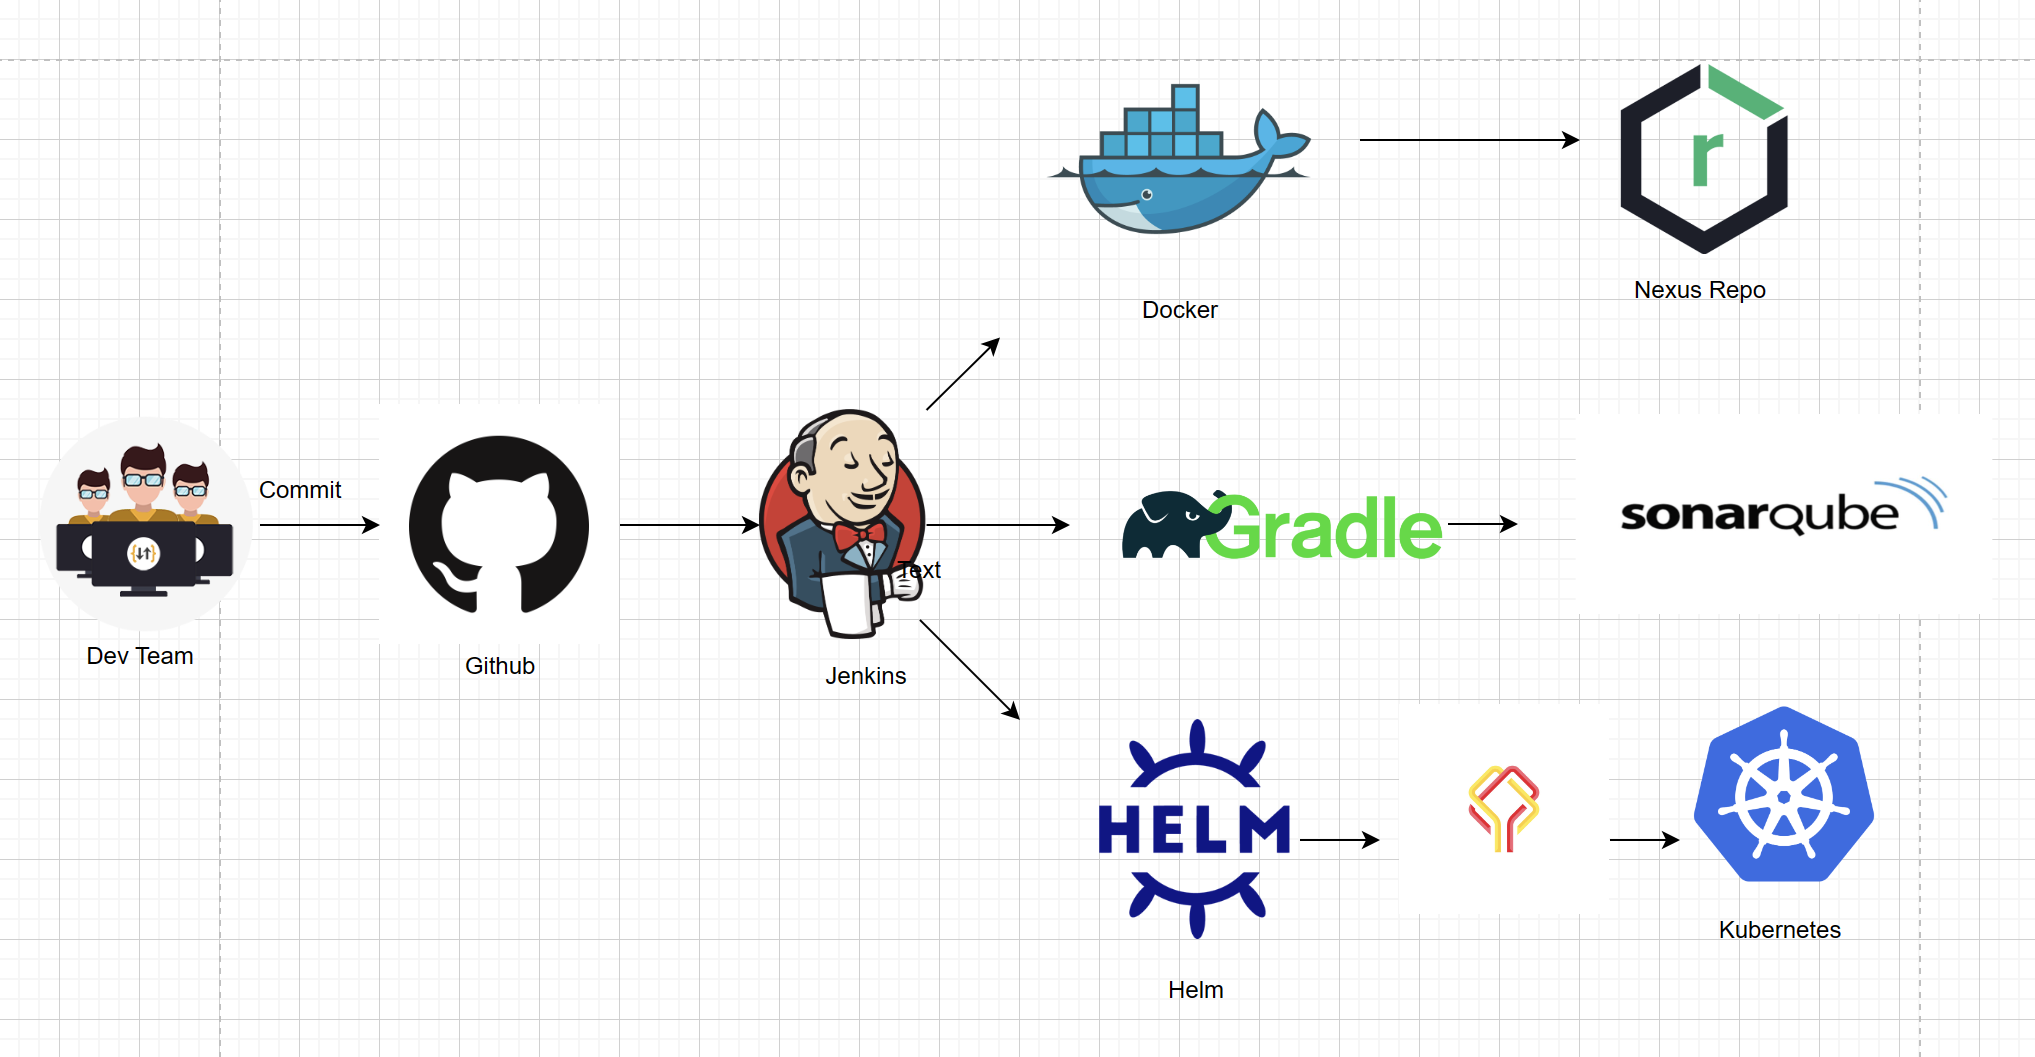 Docker
r
Nexus Repo
Commit
Dev Team
Github
Text
Jenkins
Gradle
sonarqube
HELM
Helm
Kubernetes